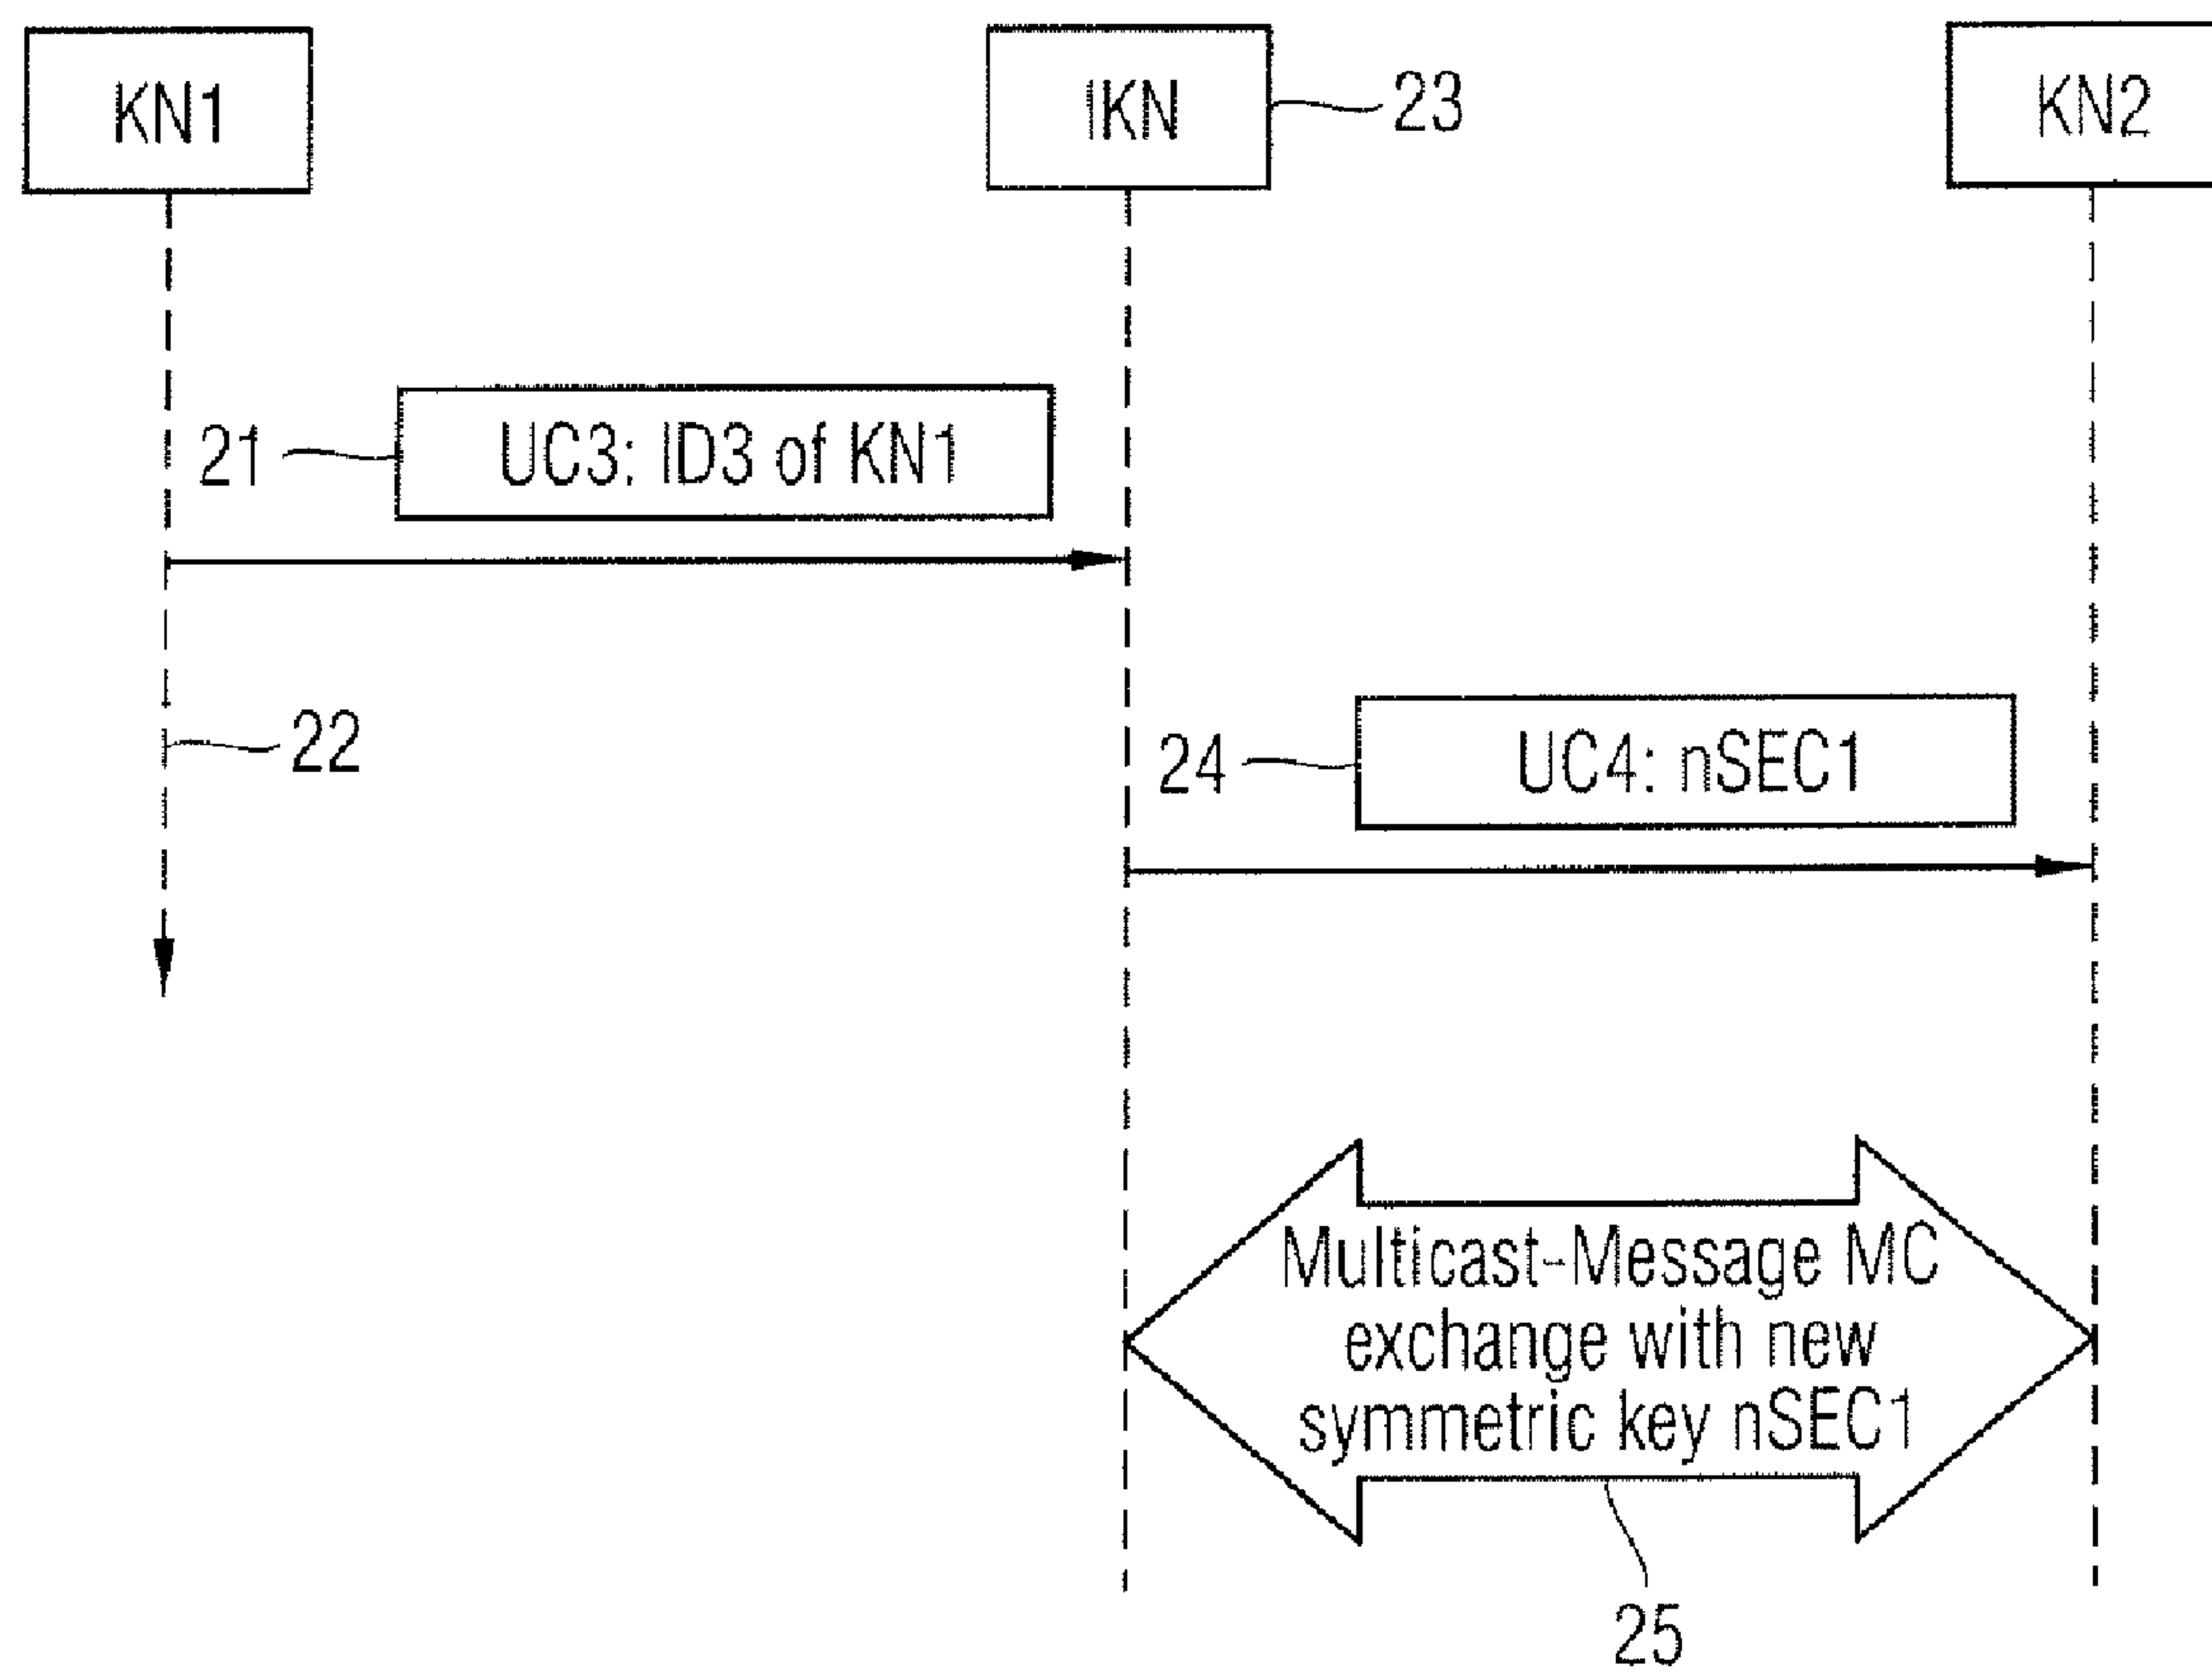 KN1
IKN
23
KN2
21
UC3: ID3 of KN1
22
24
UC4: nSEC1
Multicast-Message MC
exchange with new
symmetric key nSEC1
25